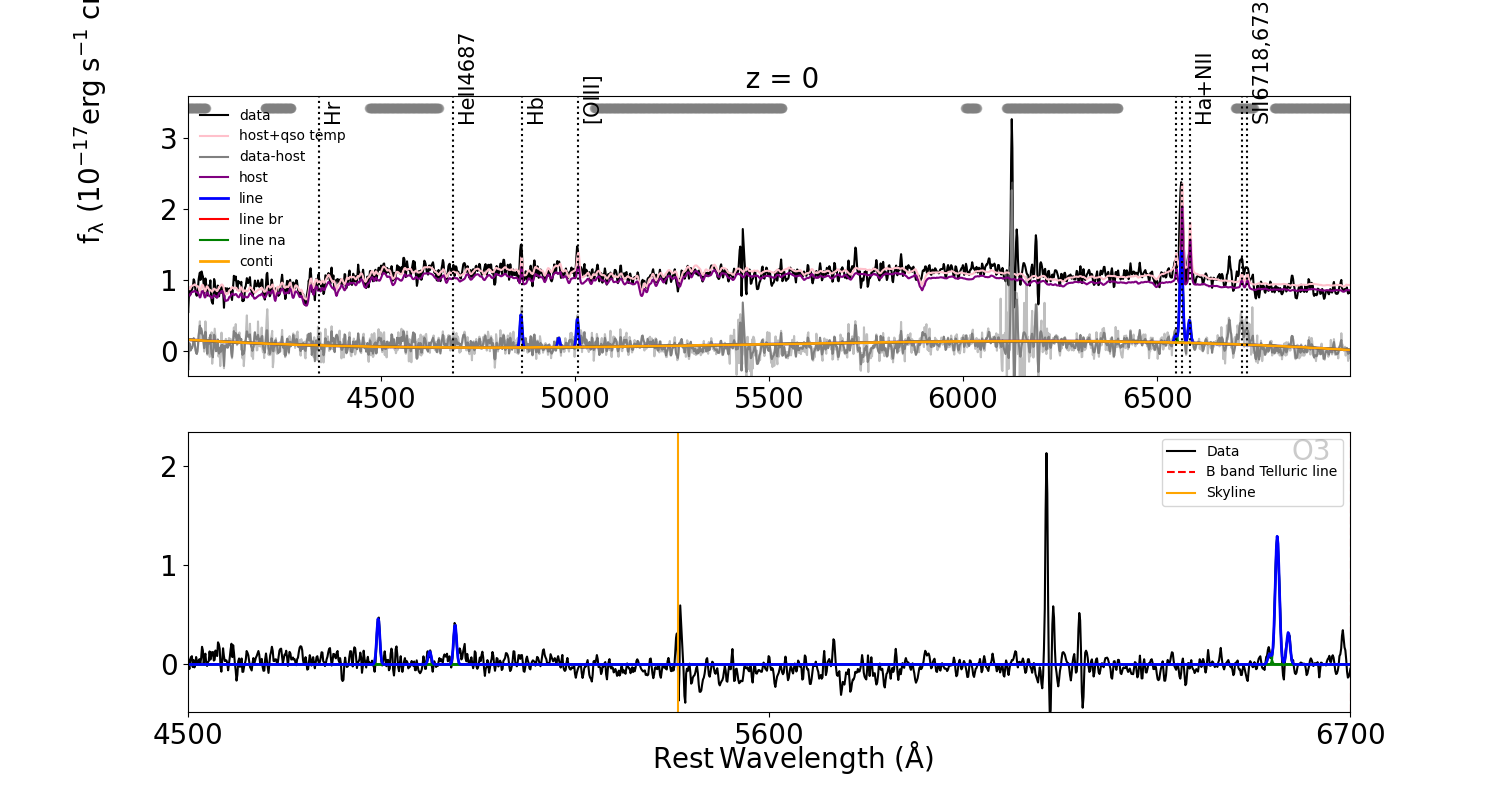 z = 0
f_λ (10^−17 erg s^−1 c
Hr
HeII4687
Hb
[OIII]
Ha+NII
SII6718,673
data
host+qso temp
data-host
host
line
line br
line na
conti
3
2
1
0
4500 5000 5500 6000 6500
O3
Data
B band Telluric line
Skyline
2
1
0
4500 5600 6700
Rest Wavelength (Å)